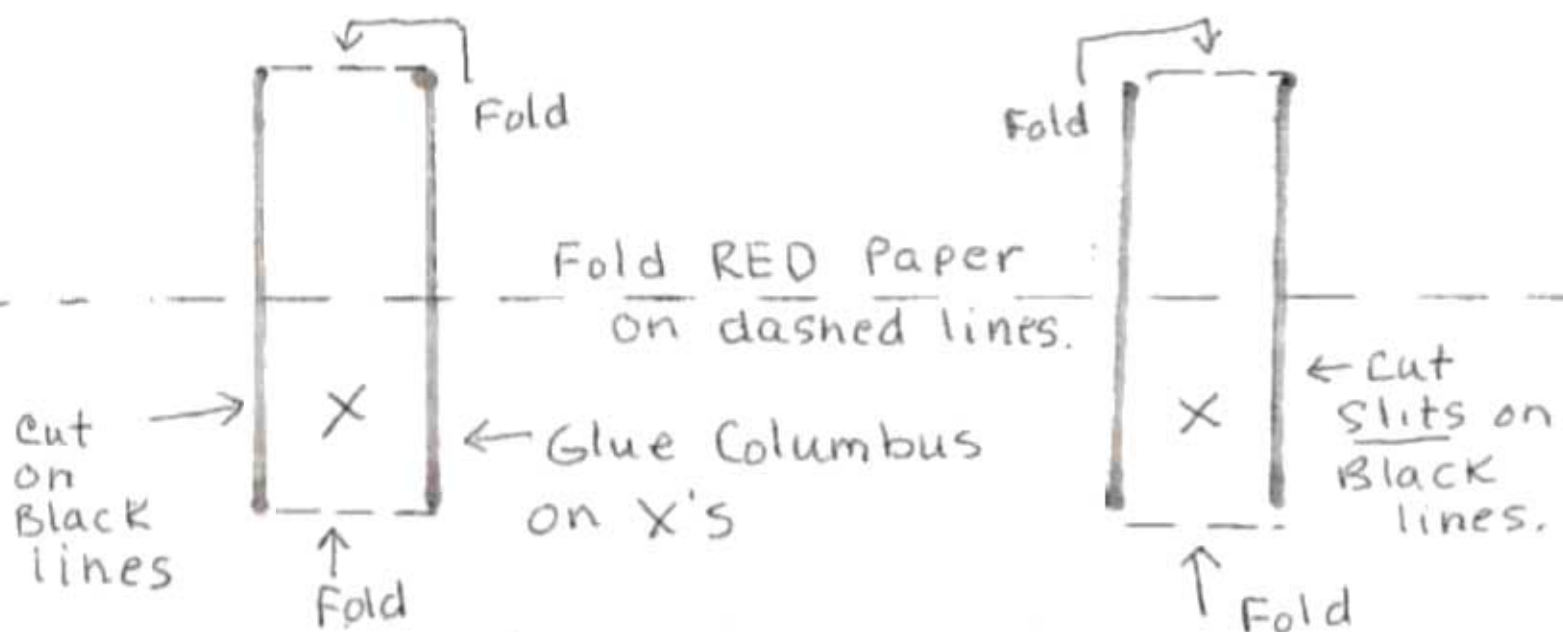 Fold
Fold
Fold RED Paper
on dashed lines.
cut
on
Black
lines
X
← Glue Columbus
on X's
X
← Cut
Slits on
Black
lines.
Fold
Fold